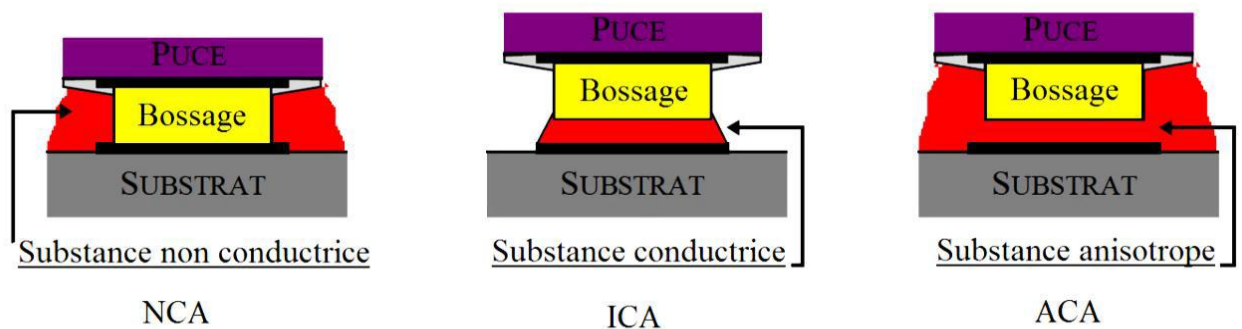 PUCE
Bossage
SUBSTRAT
Substance non conductrice
NCA
PUCE
Bossage
SUBSTRAT
Substance conductrice
ICA
PUCE
Bossage
SUBSTRAT
Substance anisotrope
ACA